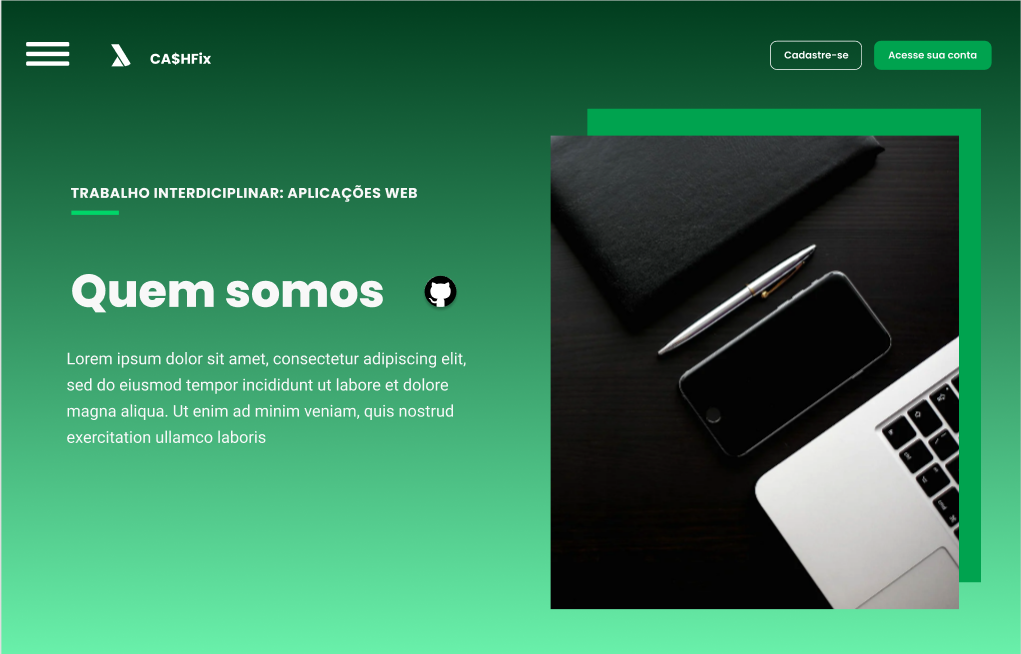 CA$HFix
Cadastre-se
Acesse sua conta
TRABALHO INTERDICIPLINAR: APLICAÇÕES WEB
Quem somos
Lorem ipsum dolor sit amet, consectetur adipiscing elit,
sed do eiusmod tempor incididunt ut labore et dolore
magna aliqua. Ut enim ad minim veniam, quis nostrud
exercitation ullamco laboris